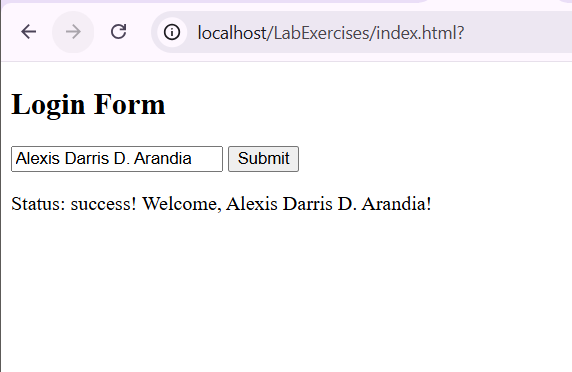 localhost/LabExercises/index.html?
Login Form
Alexis Darris D. Arandia Submit
Status: success! Welcome, Alexis Darris D. Arandia!